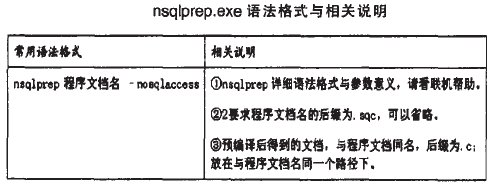 nsqlprep.exe 语法格式与相关说明
常用语法格式
相关说明
nsqlprep 程序文档名 -nosqlaccess
①nsqlprep 详细语法格式与参数意义，请看联机帮助。
②2要求程序文档名的后缀为.sqc，可以省略。
③预编译后得到的文档，与程序文档同名，后缀为.c；
放在与程序文档名同一个路径下。